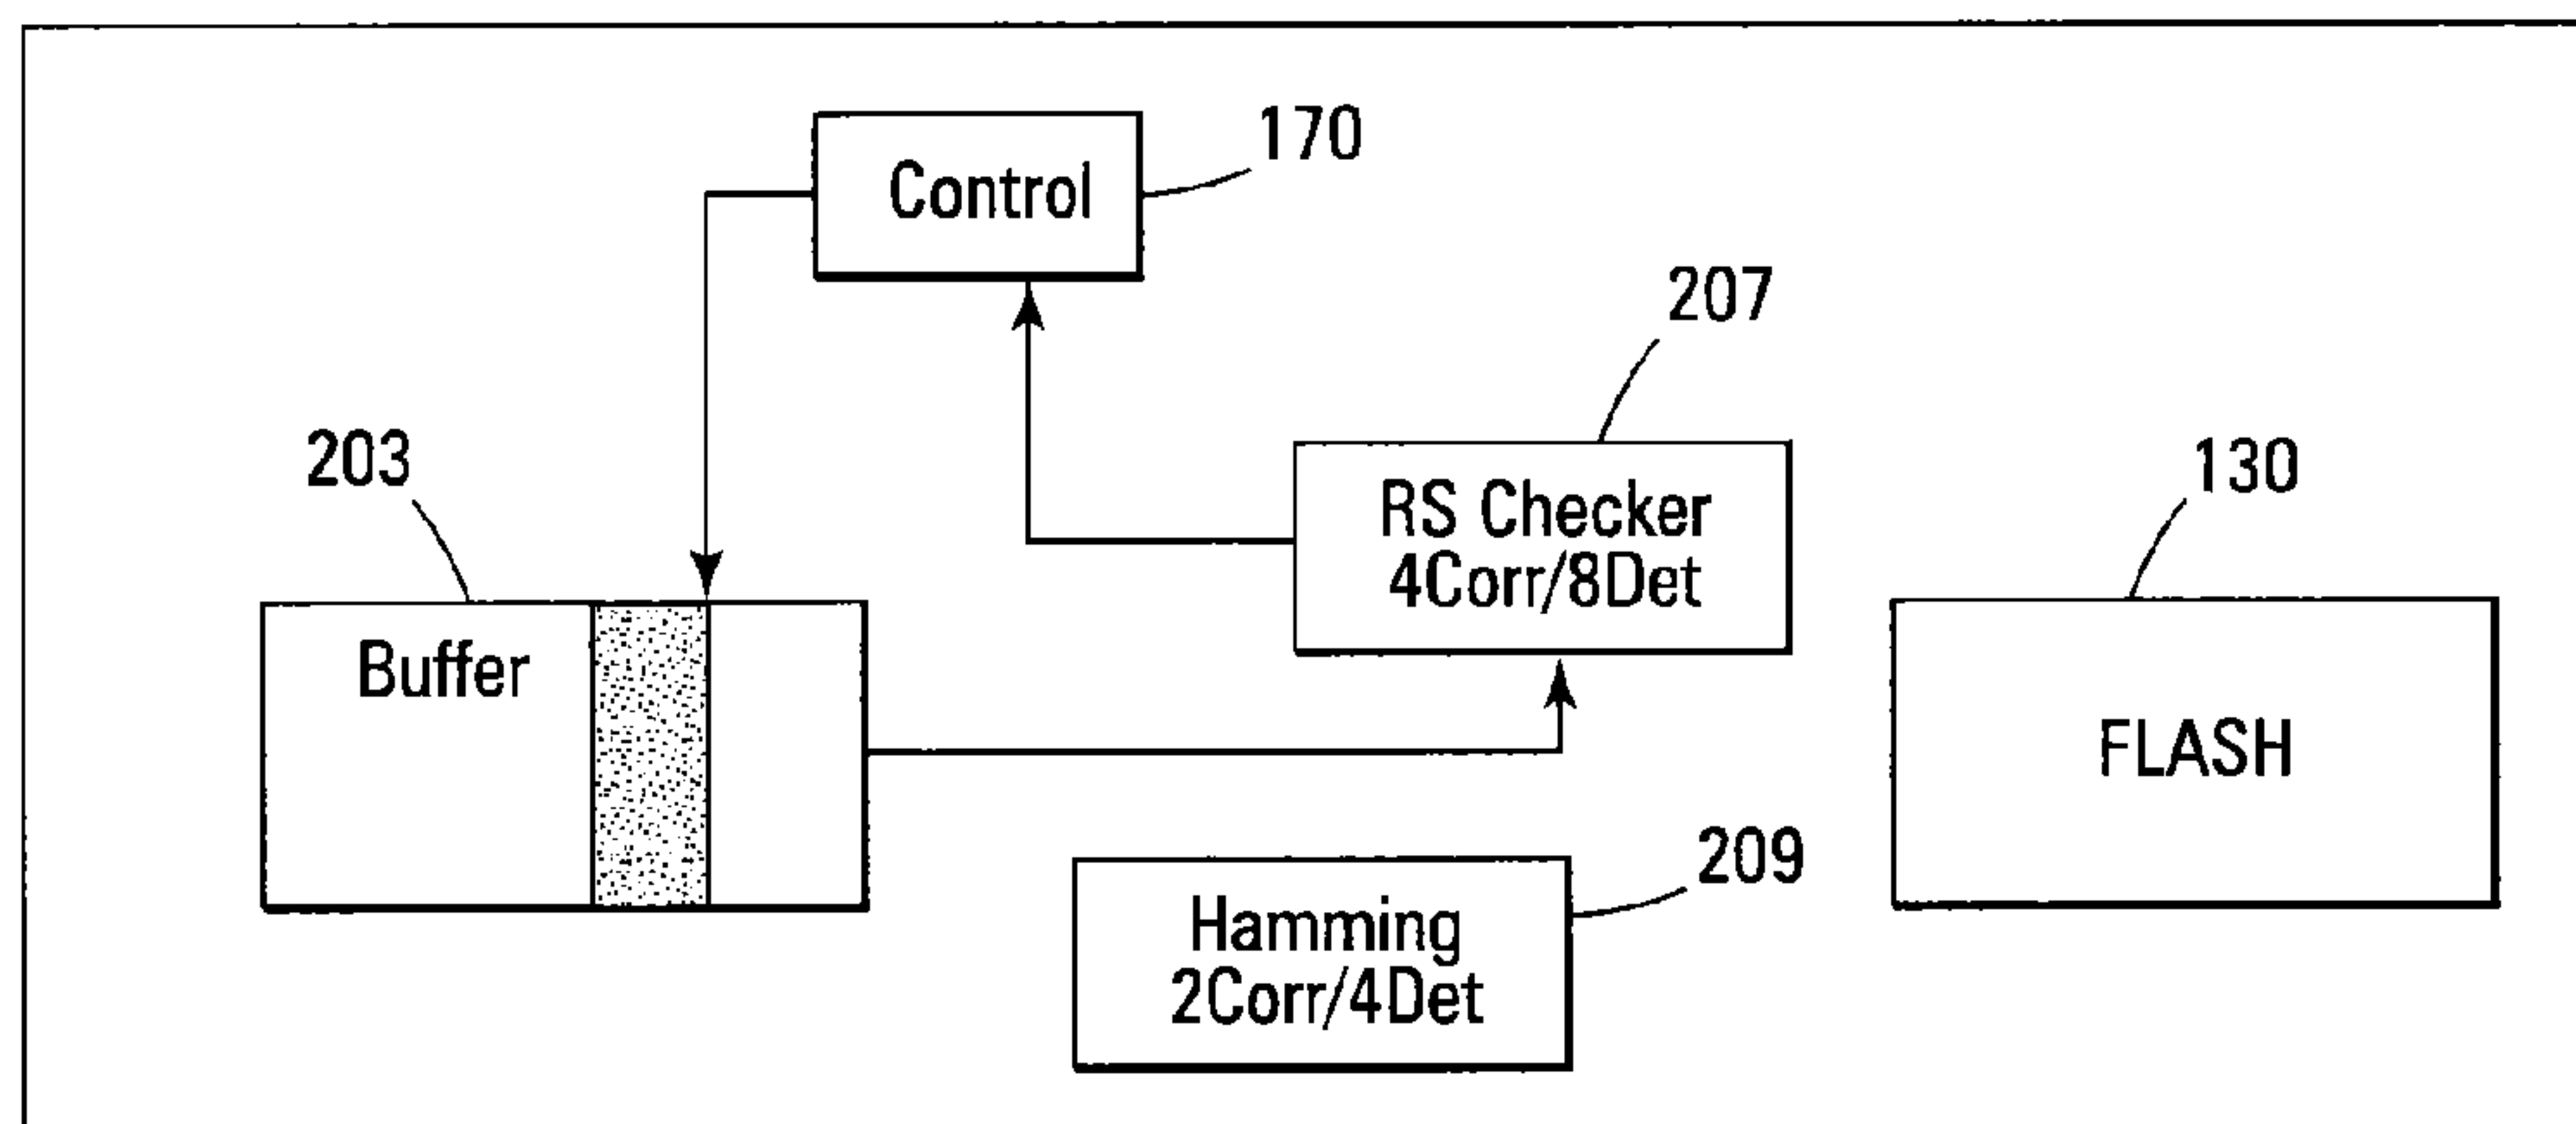 170
Control
207
203
RS Checker
4Corr/8Det
130
Buffer
FLASH
209
Hamming
2Corr/4Det